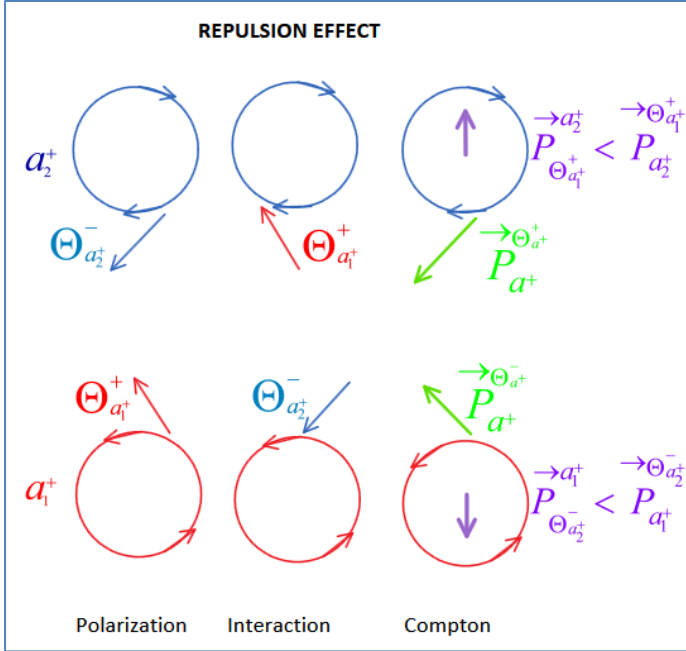 REPULSION EFFECT
a₂⁺
Θ⁻ₐ₂⁺
Θ⁺ₐ₁⁺
P⃗_{Θ⁺ₐ₁⁺}^{a₂⁺} < P⃗_{a₂⁺}^{Θ⁺ₐ₁⁺}
P⃗_{a⁺}^{Θ⁺ₐ⁺}
Θ⁺ₐ₁⁺
Θ⁻ₐ₂⁺
P⃗_{a⁺}^{Θ⁻ₐ⁺}
a₁⁺
P⃗_{Θ⁻ₐ₂⁺}^{a₁⁺} < P⃗_{a₁⁺}^{Θ⁻ₐ₂⁺}
Polarization Interaction Compton